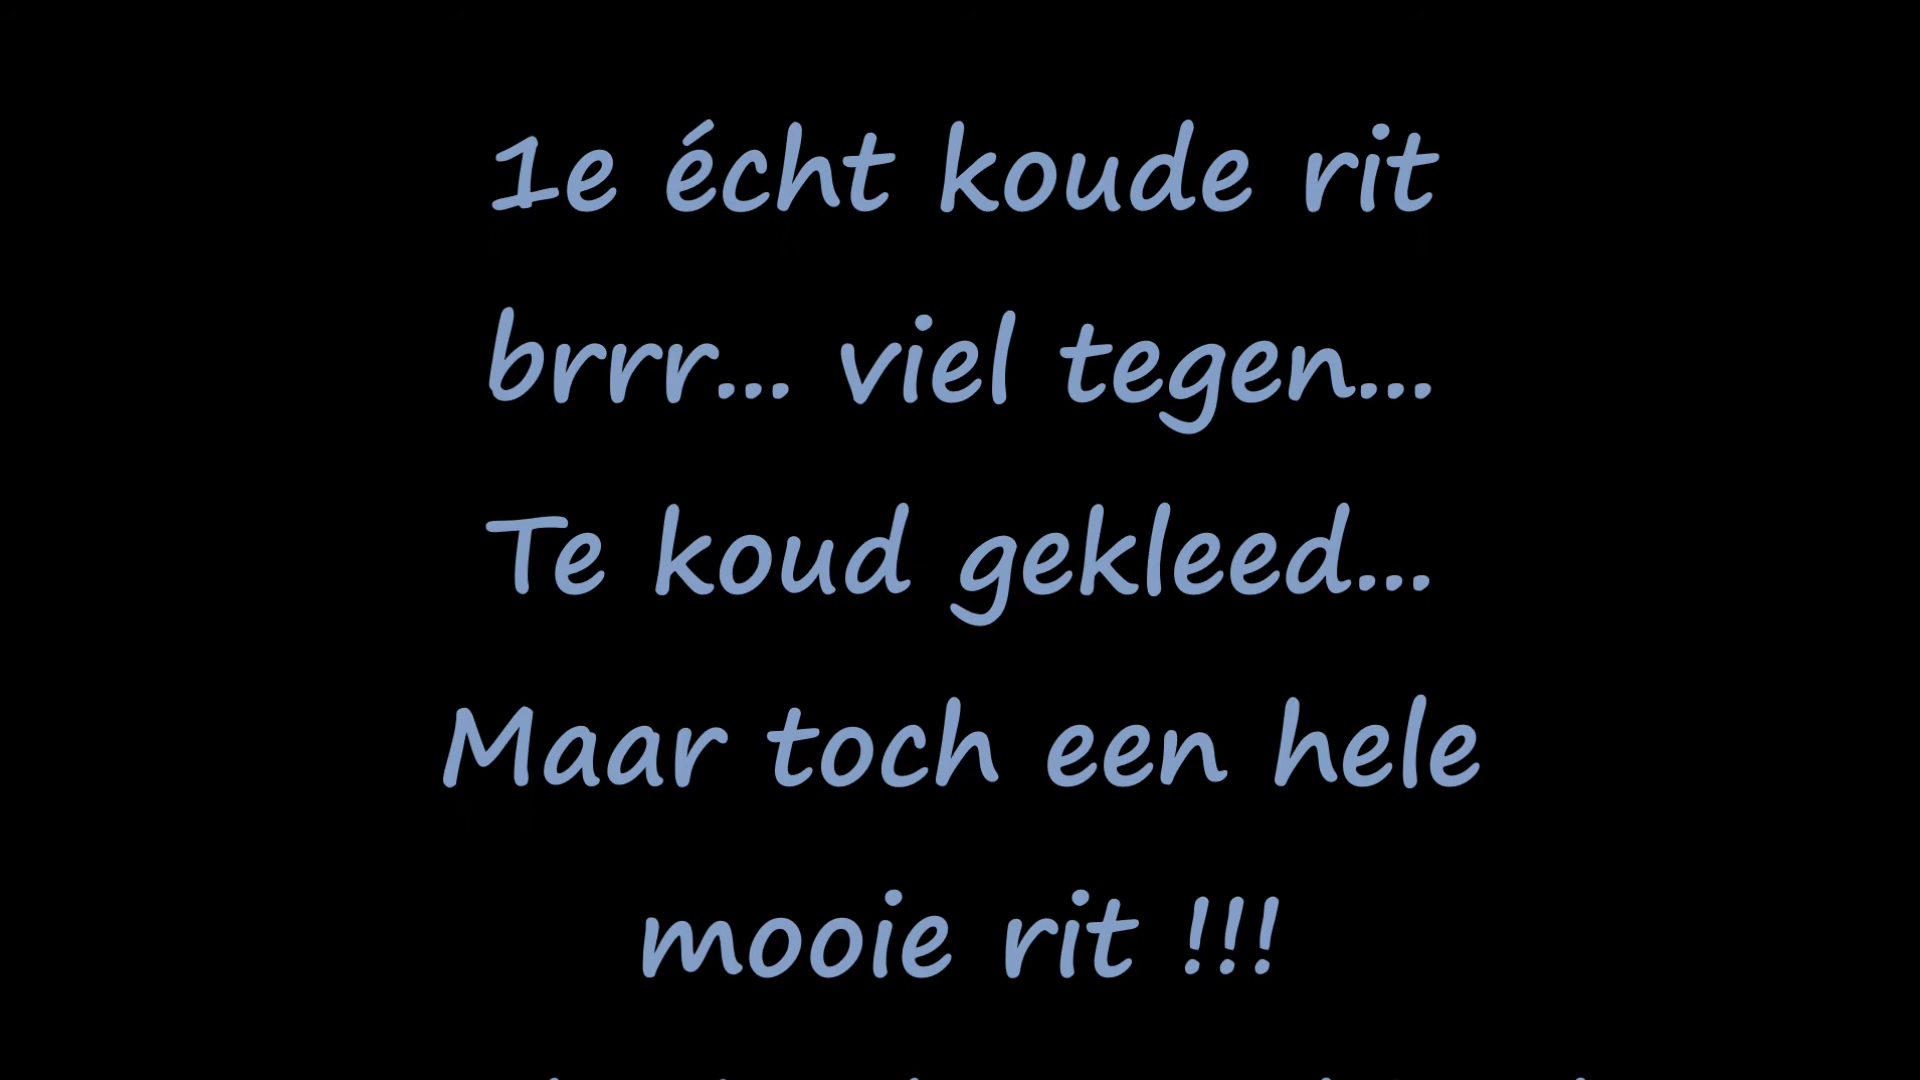 1e écht koude rit
brrr... viel tegen...
Te koud gekleed...
Maar toch een hele
mooie rit !!!